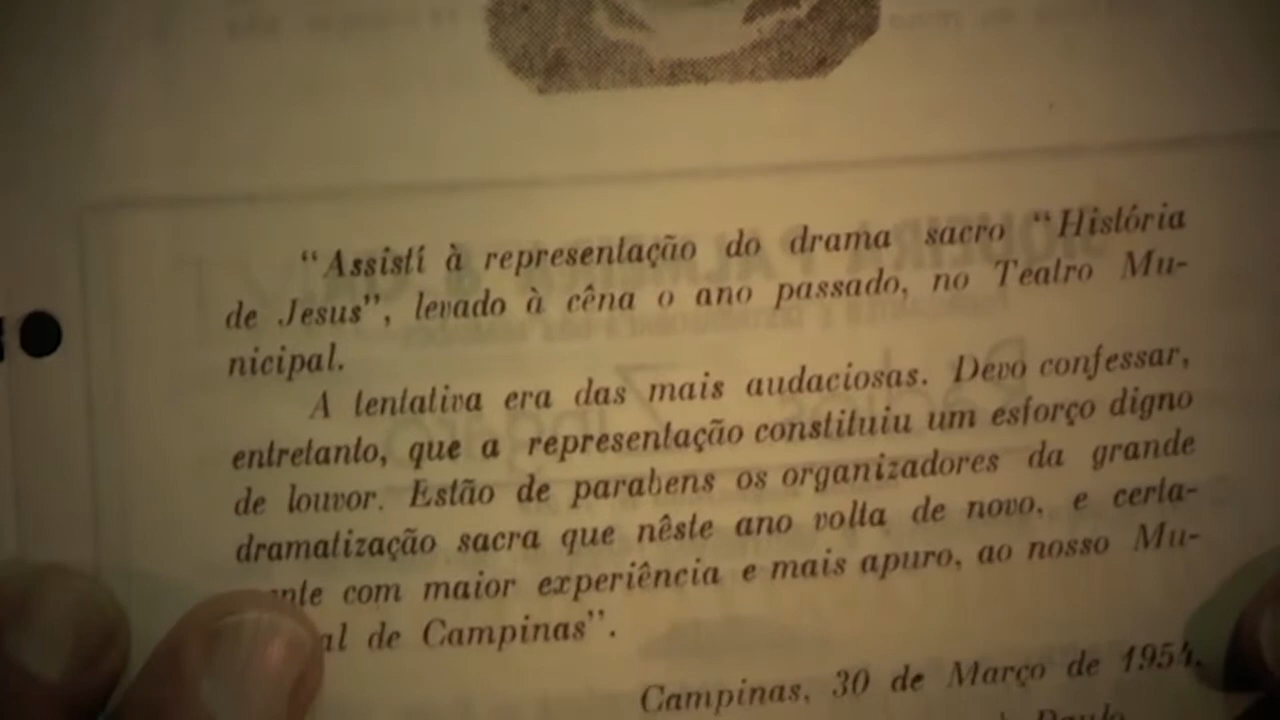 “Assistí à representação do drama sacro “História
de Jesus”, levado à cêna o ano passado, no Teatro Mu-
nicipal.
A tentativa era das mais audaciosas. Devo confessar,
entretanto, que a representação constituiu um esforço digno
de louvor. Estão de parabens os organizadores da grande
dramatização sacra que nêste ano volta de novo, e certa-
nte com maior experiência e mais apuro, ao nosso Mu-
al de Campinas”.
Campinas, 30 de Março de 1954.
Paulo